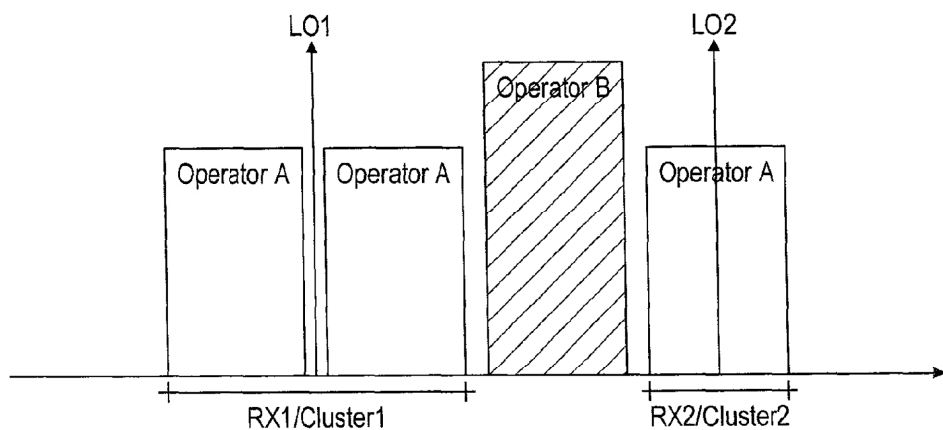 LO1
LO2
Operator B
Operator A
Operator A
Operator A
RX1/Cluster1
RX2/Cluster2